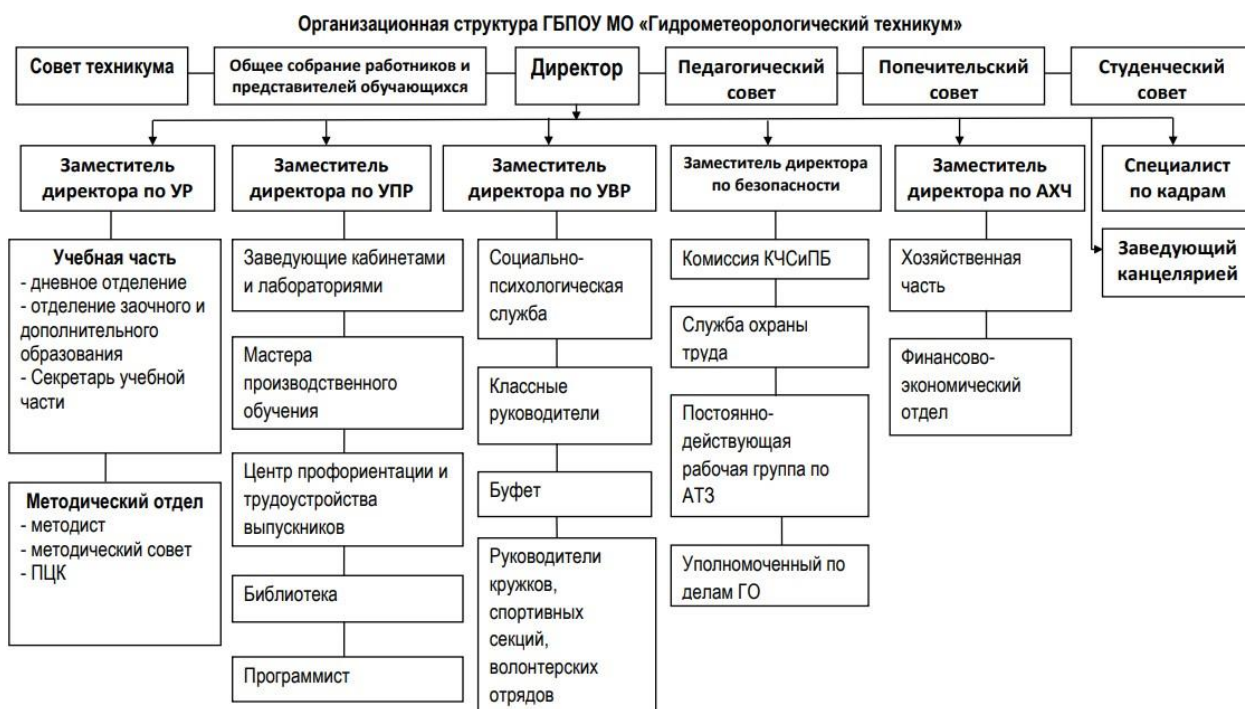 Организационная структура ГБПОУ МО «Гидрометеорологический техникум»
Совет техникума
Общее собрание работников и
представителей обучающихся
Директор
Педагогический
совет
Попечительский
совет
Студенческий
совет
Заместитель
директора по УР
Заместитель
директора по УПР
Заместитель
директора по УВР
Заместитель директора
по безопасности
Заместитель
директора по АХЧ
Специалист
по кадрам
Заведующий
канцелярией
Учебная часть
- дневное отделение
- отделение заочного и
дополнительного
образования
- Секретарь учебной
части
Методический отдел
- методист
- методический совет
- ПЦК
Заведующие кабинетами
и лабораториями
Мастера
производственного
обучения
Центр профориентации и
трудоустройства
выпускников
Библиотека
Программист
Социально-
психологическая
служба
Классные
руководители
Буфет
Руководители
кружков,
спортивных
секций,
волонтерских
отрядов
Комиссия КЧСиПБ
Служба охраны
труда
Постоянно-
действующая
рабочая группа по
АТЗ
Уполномоченный по
делам ГО
Хозяйственная
часть
Финансово-
экономический
отдел